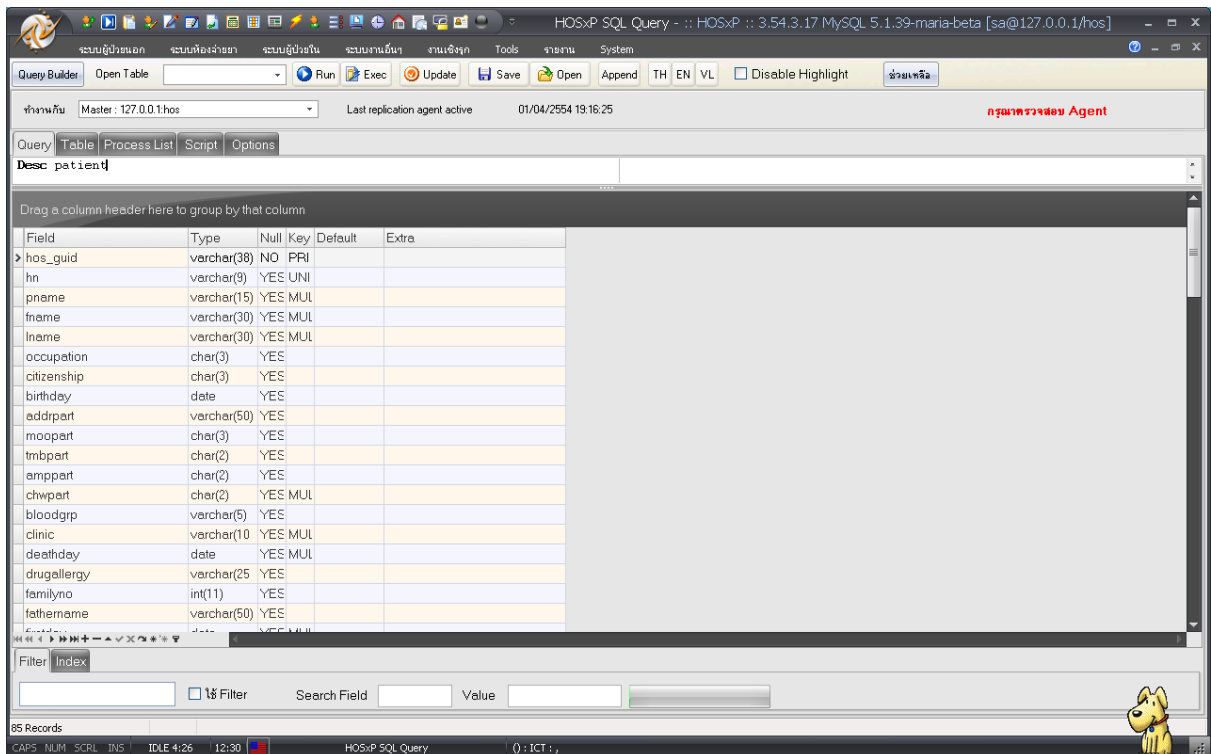 HOSxP SQL Query - :: HOSxP :: 3.54.3.17 MySQL 5.1.39-maria-beta [sa@127.0.0.1/hos]
ระบบผู้ป่วยนอก ระบบห้องจ่ายยา ระบบผู้ป่วยใน ระบบงานอื่นๆ งานเชิงรุก Tools รายงาน System
Query Builder Open Table Run Exec Update Save Open Append TH EN VL Disable Highlight ช่วยเหลือ
ทำงานกับ Master : 127.0.0.1:hos Last replication agent active 01/04/2554 19:16:25 กรุณาตรวจสอบ Agent
Query Table Process List Script Options
Desc patient
Drag a column header here to group by that column
Field Type Null Key Default Extra
hos_guid varchar(38) NO PRI
hn varchar(9) YES UNI
pname varchar(15) YES MUL
fname varchar(30) YES MUL
lname varchar(30) YES MUL
occupation char(3) YES
citizenship char(3) YES
birthday date YES
addrpart varchar(50) YES
moopart char(3) YES
tmbpart char(2) YES
amppart char(2) YES
chwpart char(2) YES MUL
bloodgrp varchar(5) YES
clinic varchar(10 YES MUL
deathday date YES MUL
drugallergy varchar(25 YES
familyno int(11) YES
fathername varchar(50) YES
Filter Index
ใช้ Filter Search Field Value
85 Records
CAPS NUM SCRL INS IDLE 4:26 12:30 HOSxP SQL Query () : ICT : ,